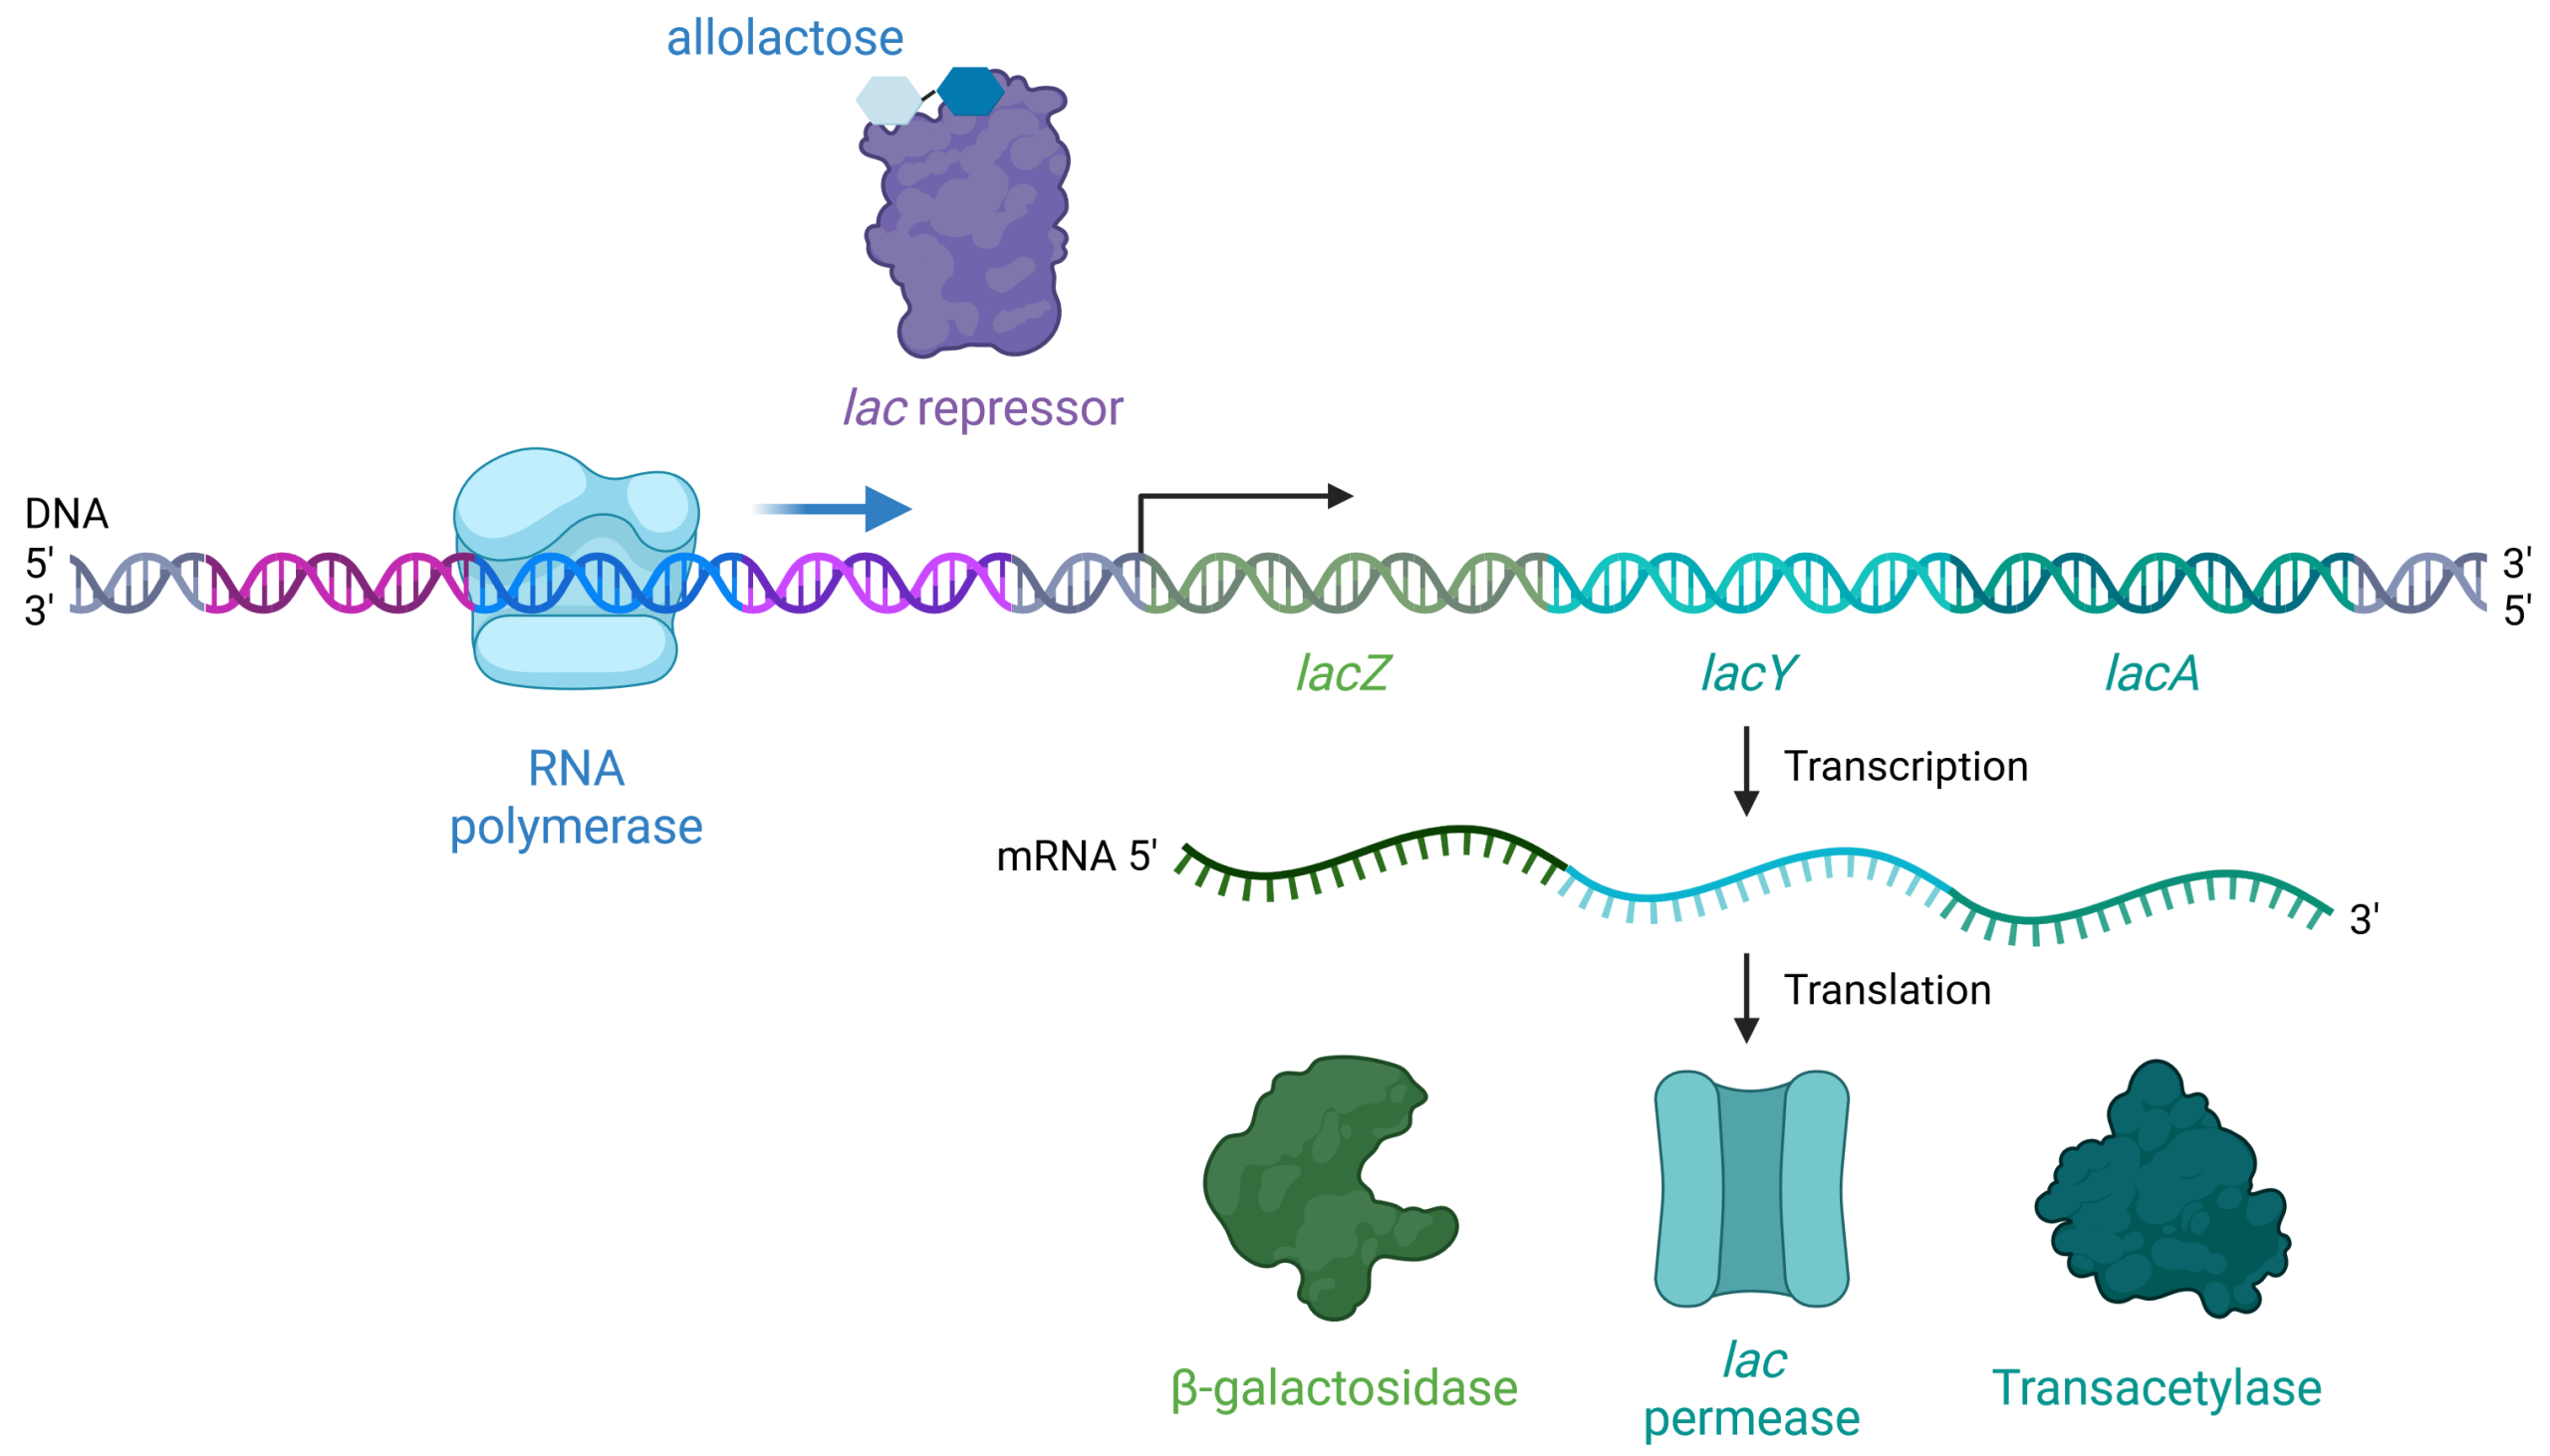 allolactose
lac repressor
DNA
5'
3'
3'
5'
lacZ
lacY
lacA
RNA
polymerase
Transcription
mRNA 5'
3'
Translation
β-galactosidase
lac
permease
Transacetylase